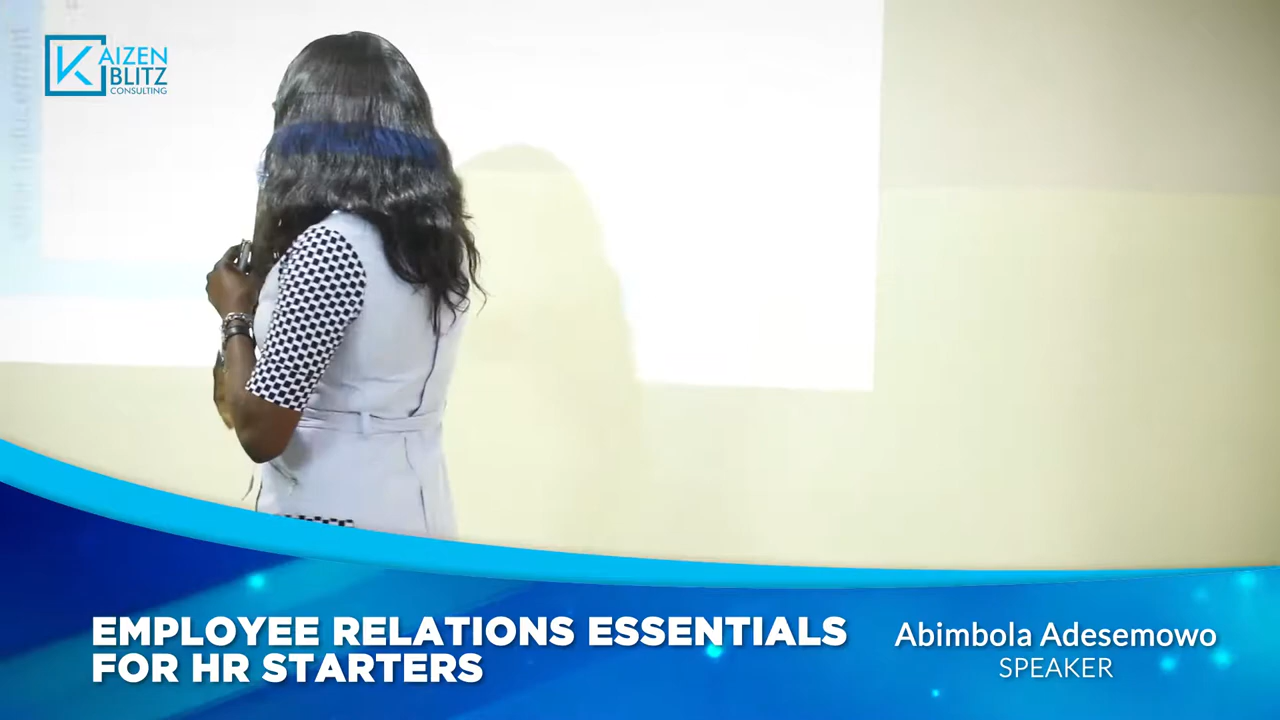 KAIZEN
BLITZ
CONSULTING
EMPLOYEE RELATIONS ESSENTIALS
FOR HR STARTERS
Abimbola Adesemowo
SPEAKER